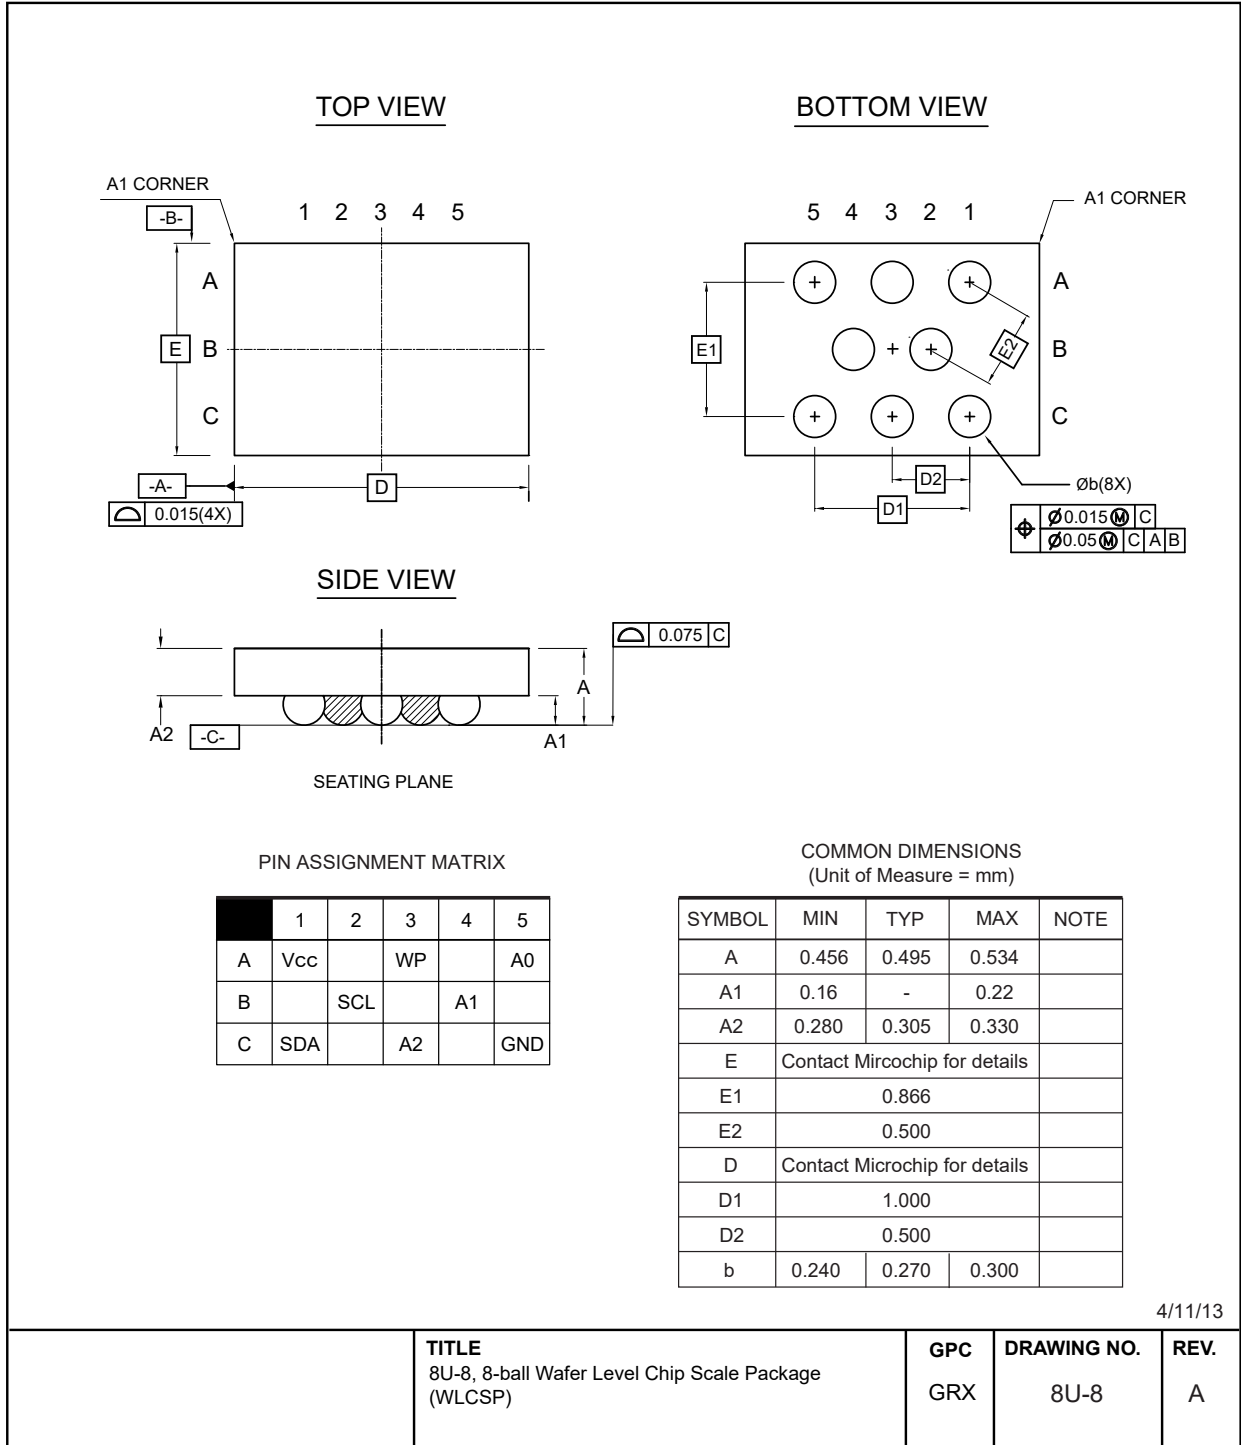 TOP VIEW
A1 CORNER
-B-
1 2 3 4 5
A
E B
C
-A-
D
0.015(4X)
BOTTOM VIEW
5 4 3 2 1
A1 CORNER
A
E1
E2
B
C
D2
D1
Øb(8X)
Ø0.015 M C
Ø0.05 M C A B
SIDE VIEW
0.075 C
A
A2
-C-
A1
SEATING PLANE
PIN ASSIGNMENT MATRIX
1 2 3 4 5
A Vcc WP A0
B SCL A1
C SDA A2 GND
COMMON DIMENSIONS
(Unit of Measure = mm)
SYMBOL MIN TYP MAX NOTE
A 0.456 0.495 0.534
A1 0.16 - 0.22
A2 0.280 0.305 0.330
E Contact Mircochip for details
E1 0.866
E2 0.500
D Contact Microchip for details
D1 1.000
D2 0.500
b 0.240 0.270 0.300
4/11/13
TITLE
8U-8, 8-ball Wafer Level Chip Scale Package
(WLCSP)
GPC
GRX
DRAWING NO.
8U-8
REV.
A